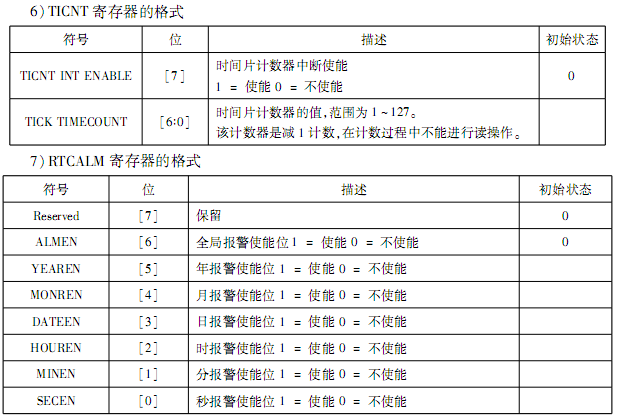 6)TICNT 寄存器的格式
符号 位 描述 初始状态
TICNT INT ENABLE [7] 时间片计数器中断使能
1 = 使能 0 = 不使能 0
TICK TIMECOUNT [6:0] 时间片计数器的值,范围为 1~127。
该计数器是减 1 计数,在计数过程中不能进行读操作。
7)RTCALM 寄存器的格式
符号 位 描述 初始状态
Reserved [7] 保留 0
ALMEN [6] 全局报警使能位 1 = 使能 0 = 不使能 0
YEAREN [5] 年报警使能位 1 = 使能 0 = 不使能
MONREN [4] 月报警使能位 1 = 使能 0 = 不使能
DATEEN [3] 日报警使能位 1 = 使能 0 = 不使能
HOUREN [2] 时报警使能位 1 = 使能 0 = 不使能
MINEN [1] 分报警使能位 1 = 使能 0 = 不使能
SECEN [0] 秒报警使能位 1 = 使能 0 = 不使能